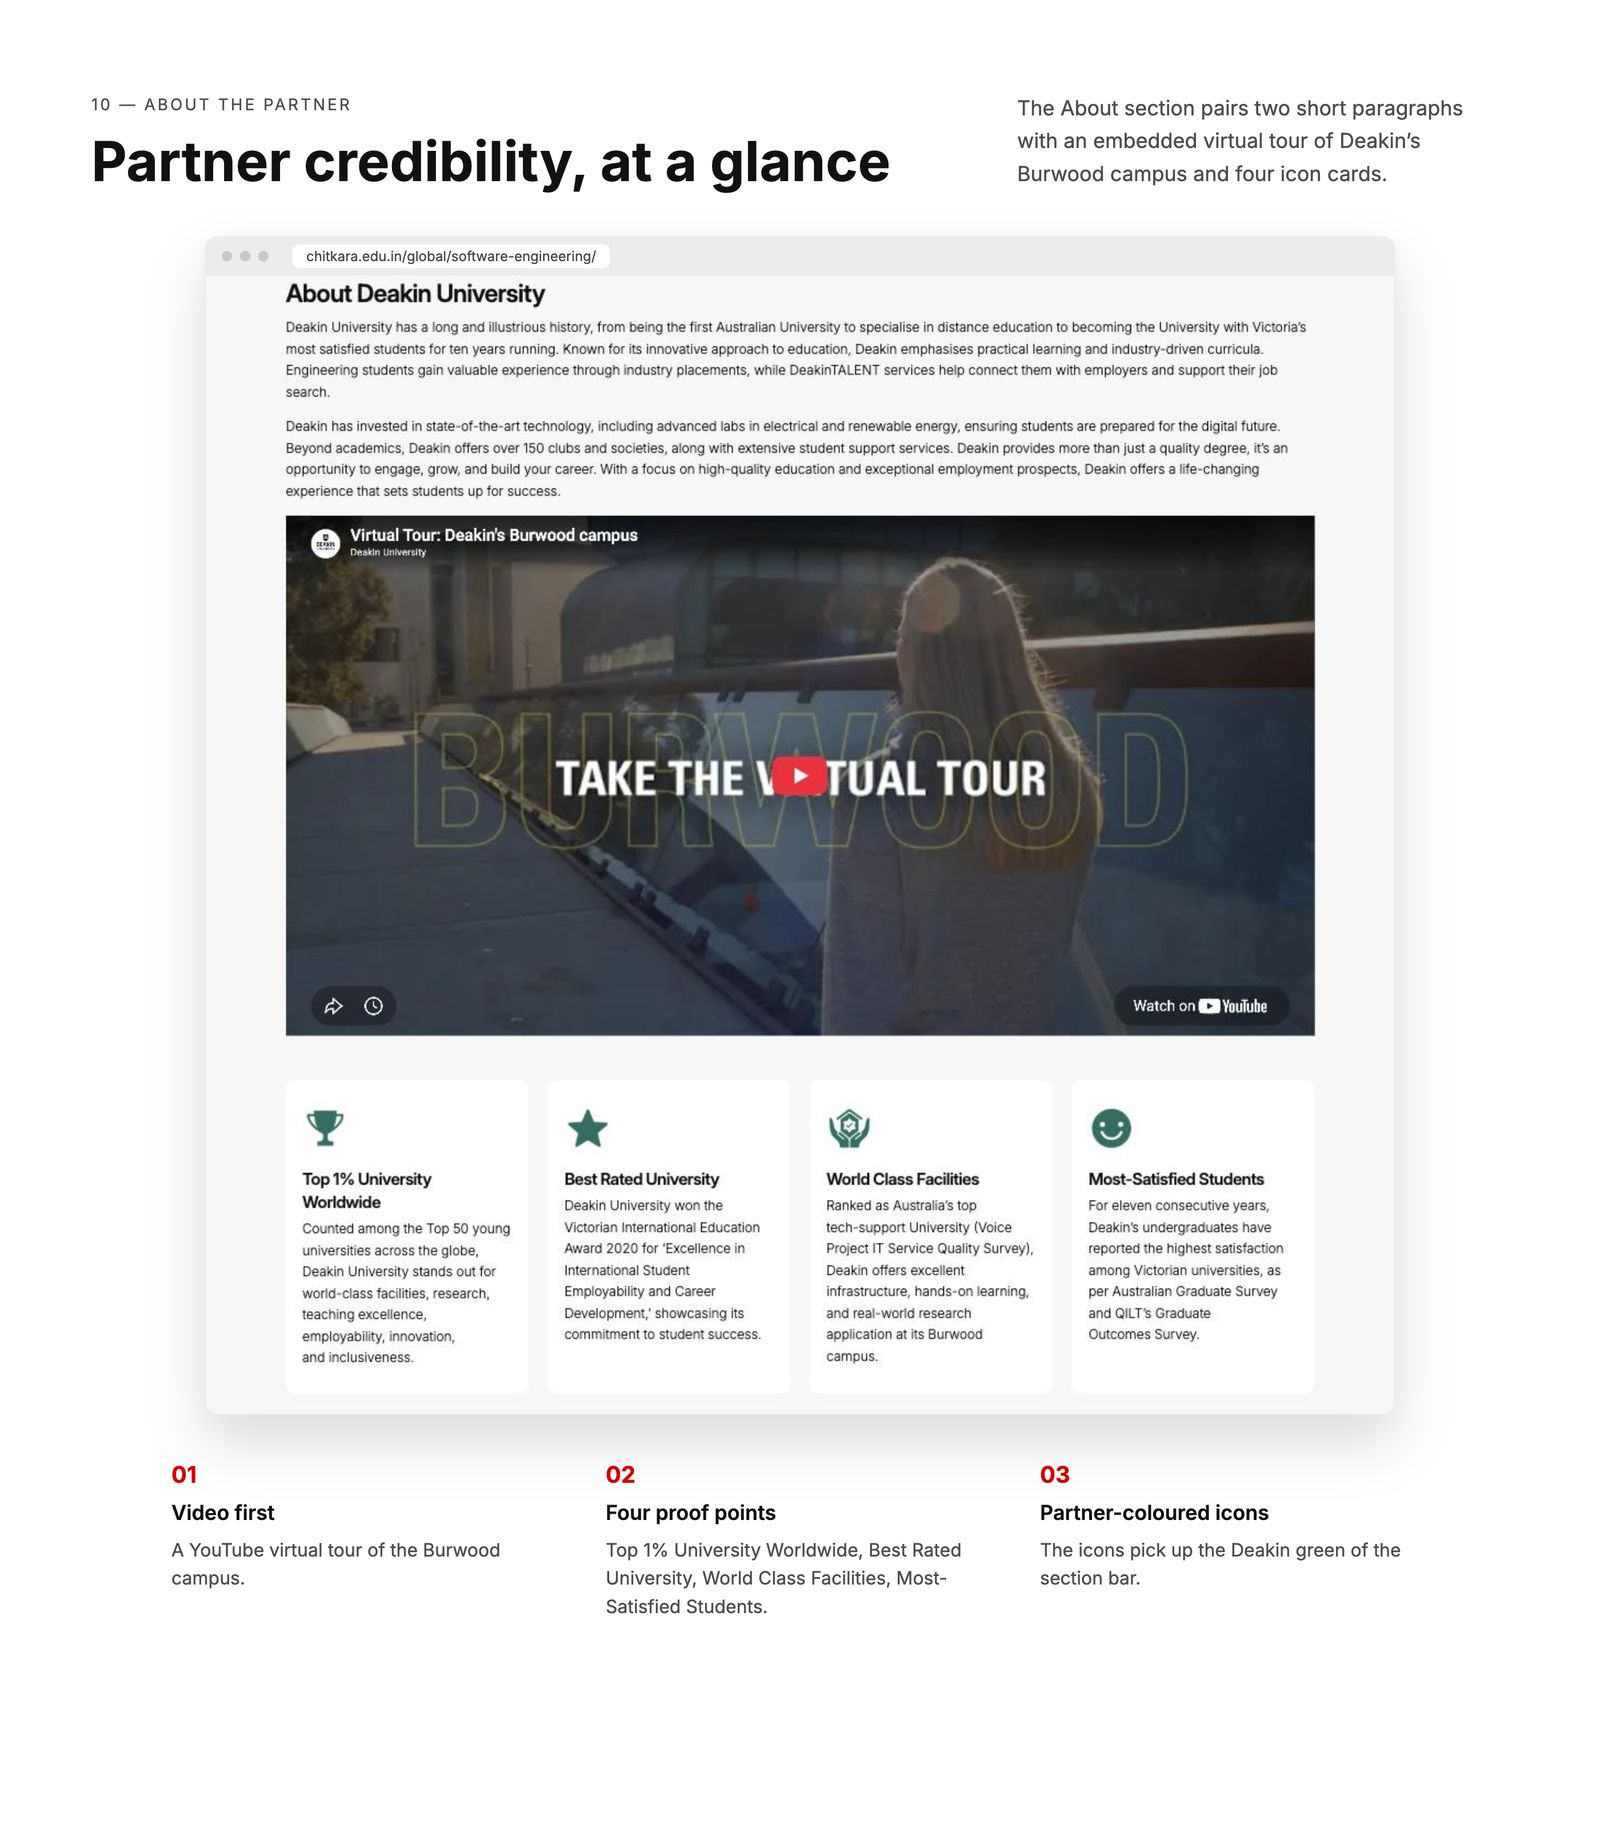 10 — ABOUT THE PARTNER
Partner credibility, at a glance
The About section pairs two short paragraphs
with an embedded virtual tour of Deakin’s
Burwood campus and four icon cards.
chitkara.edu.in/global/software-engineering/
About Deakin University
Deakin University has a long and illustrious history, from being the first Australian University to specialise in distance education to becoming the University with Victoria’s
most satisfied students for ten years running. Known for its innovative approach to education, Deakin emphasises practical learning and industry-driven curricula.
Engineering students gain valuable experience through industry placements, while DeakinTALENT services help connect them with employers and support their job
search.
Deakin has invested in state-of-the-art technology, including advanced labs in electrical and renewable energy, ensuring students are prepared for the digital future.
Beyond academics, Deakin offers over 150 clubs and societies, along with extensive student support services. Deakin provides more than just a quality degree, it’s an
opportunity to engage, grow, and build your career. With a focus on high-quality education and exceptional employment prospects, Deakin offers a life-changing
experience that sets students up for success.
DEAKIN
Virtual Tour: Deakin's Burwood campus
Deakin University
BURWOOD
TAKE THE TUAL TOUR
Watch on YouTube
Top 1% University
Worldwide
Counted among the Top 50 young
universities across the globe,
Deakin University stands out for
world-class facilities, research,
teaching excellence,
employability, innovation,
and inclusiveness.
Best Rated University
Deakin University won the
Victorian International Education
Award 2020 for ‘Excellence in
International Student
Employability and Career
Development,’ showcasing its
commitment to student success.
World Class Facilities
Ranked as Australia’s top
tech-support University (Voice
Project IT Service Quality Survey),
Deakin offers excellent
infrastructure, hands-on learning,
and real-world research
application at its Burwood
campus.
Most-Satisfied Students
For eleven consecutive years,
Deakin’s undergraduates have
reported the highest satisfaction
among Victorian universities, as
per Australian Graduate Survey
and QILT’s Graduate
Outcomes Survey.
01
Video first
A YouTube virtual tour of the Burwood
campus.
02
Four proof points
Top 1% University Worldwide, Best Rated
University, World Class Facilities, Most-
Satisfied Students.
03
Partner-coloured icons
The icons pick up the Deakin green of the
section bar.